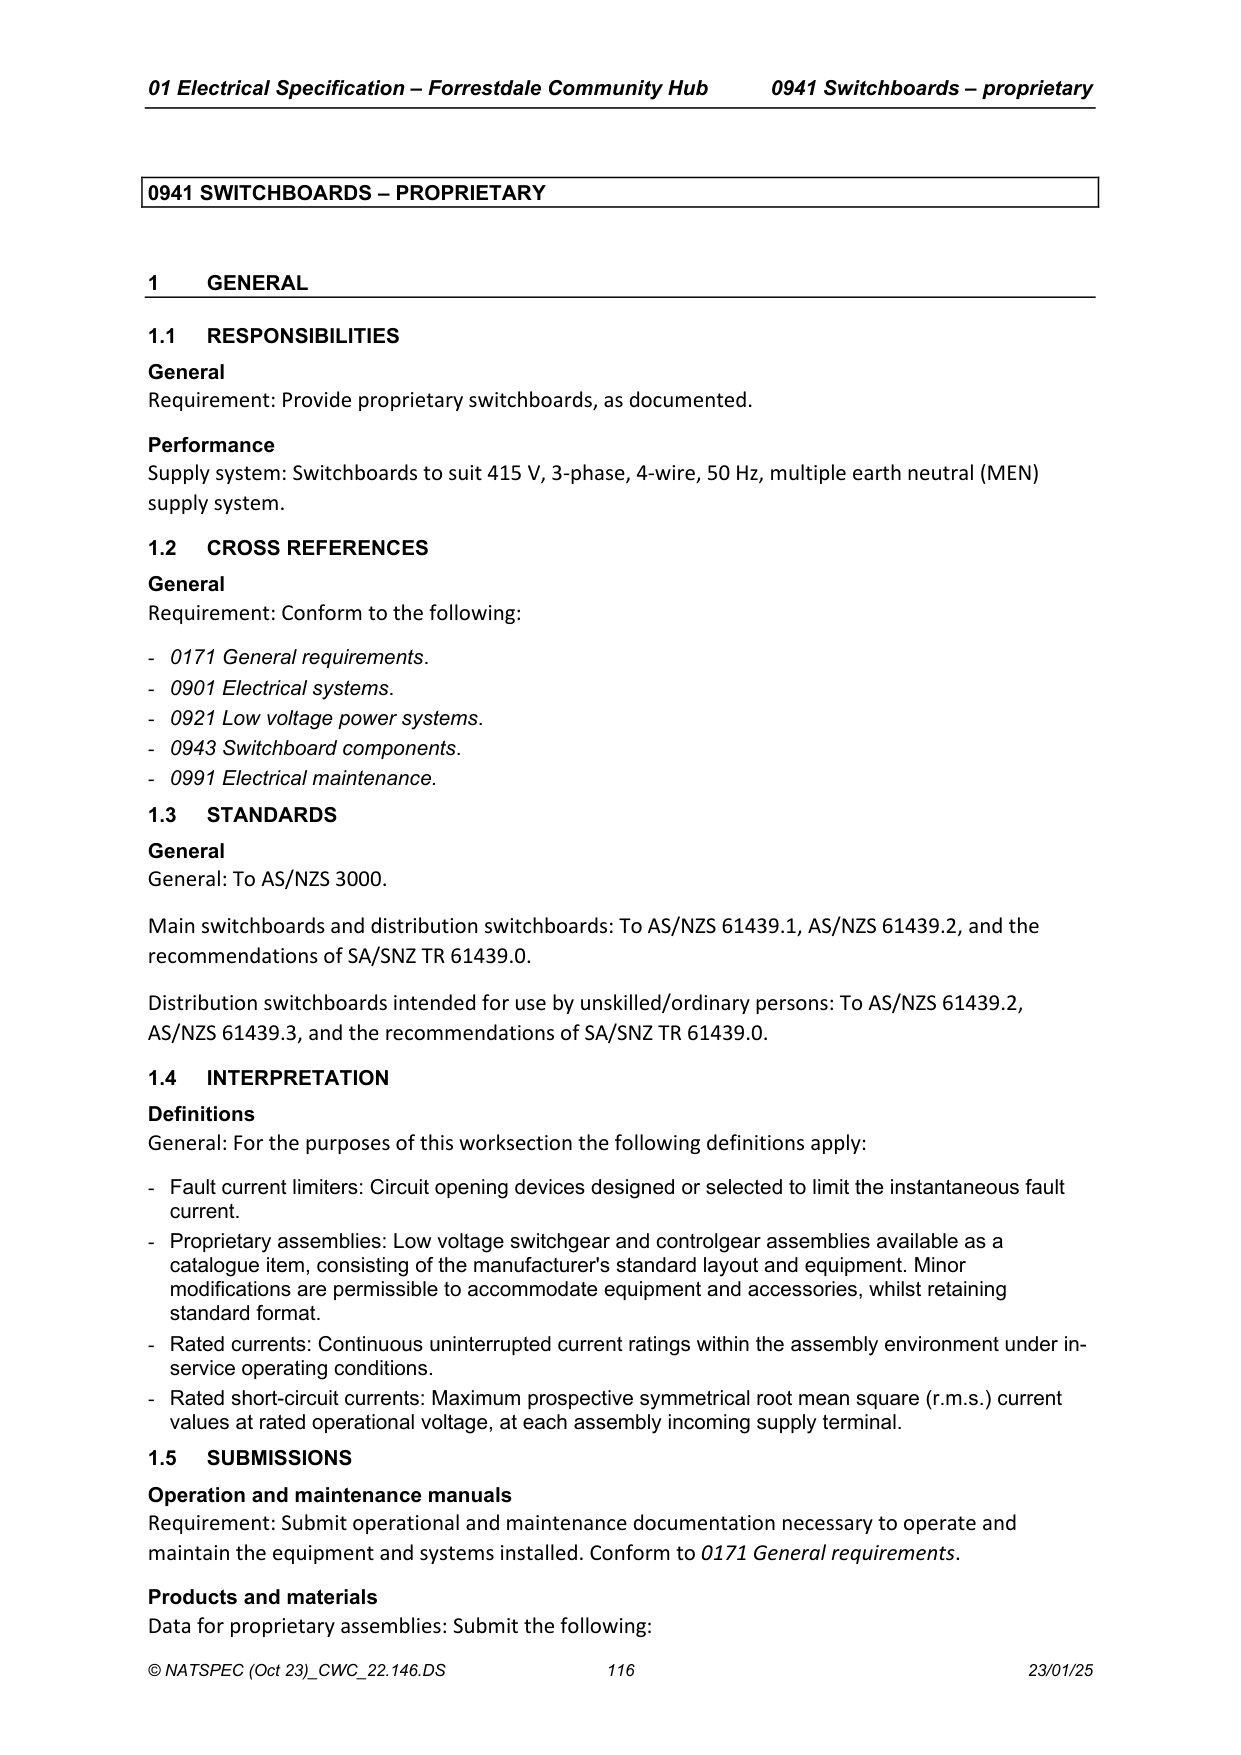 01 Electrical Specification – Forrestdale Community Hub 0941 Switchboards – proprietary
0941 SWITCHBOARDS – PROPRIETARY
1 GENERAL
1.1 RESPONSIBILITIES
General
Requirement: Provide proprietary switchboards, as documented.
Performance
Supply system: Switchboards to suit 415 V, 3-phase, 4-wire, 50 Hz, multiple earth neutral (MEN)
supply system.
1.2 CROSS REFERENCES
General
Requirement: Conform to the following:
- 0171 General requirements.
- 0901 Electrical systems.
- 0921 Low voltage power systems.
- 0943 Switchboard components.
- 0991 Electrical maintenance.
1.3 STANDARDS
General
General: To AS/NZS 3000.
Main switchboards and distribution switchboards: To AS/NZS 61439.1, AS/NZS 61439.2, and the
recommendations of SA/SNZ TR 61439.0.
Distribution switchboards intended for use by unskilled/ordinary persons: To AS/NZS 61439.2,
AS/NZS 61439.3, and the recommendations of SA/SNZ TR 61439.0.
1.4 INTERPRETATION
Definitions
General: For the purposes of this worksection the following definitions apply:
- Fault current limiters: Circuit opening devices designed or selected to limit the instantaneous fault
current.
- Proprietary assemblies: Low voltage switchgear and controlgear assemblies available as a
catalogue item, consisting of the manufacturer's standard layout and equipment. Minor
modifications are permissible to accommodate equipment and accessories, whilst retaining
standard format.
- Rated currents: Continuous uninterrupted current ratings within the assembly environment under in-
service operating conditions.
- Rated short-circuit currents: Maximum prospective symmetrical root mean square (r.m.s.) current
values at rated operational voltage, at each assembly incoming supply terminal.
1.5 SUBMISSIONS
Operation and maintenance manuals
Requirement: Submit operational and maintenance documentation necessary to operate and
maintain the equipment and systems installed. Conform to 0171 General requirements.
Products and materials
Data for proprietary assemblies: Submit the following:
© NATSPEC (Oct 23)_CWC_22.146.DS 116 23/01/25